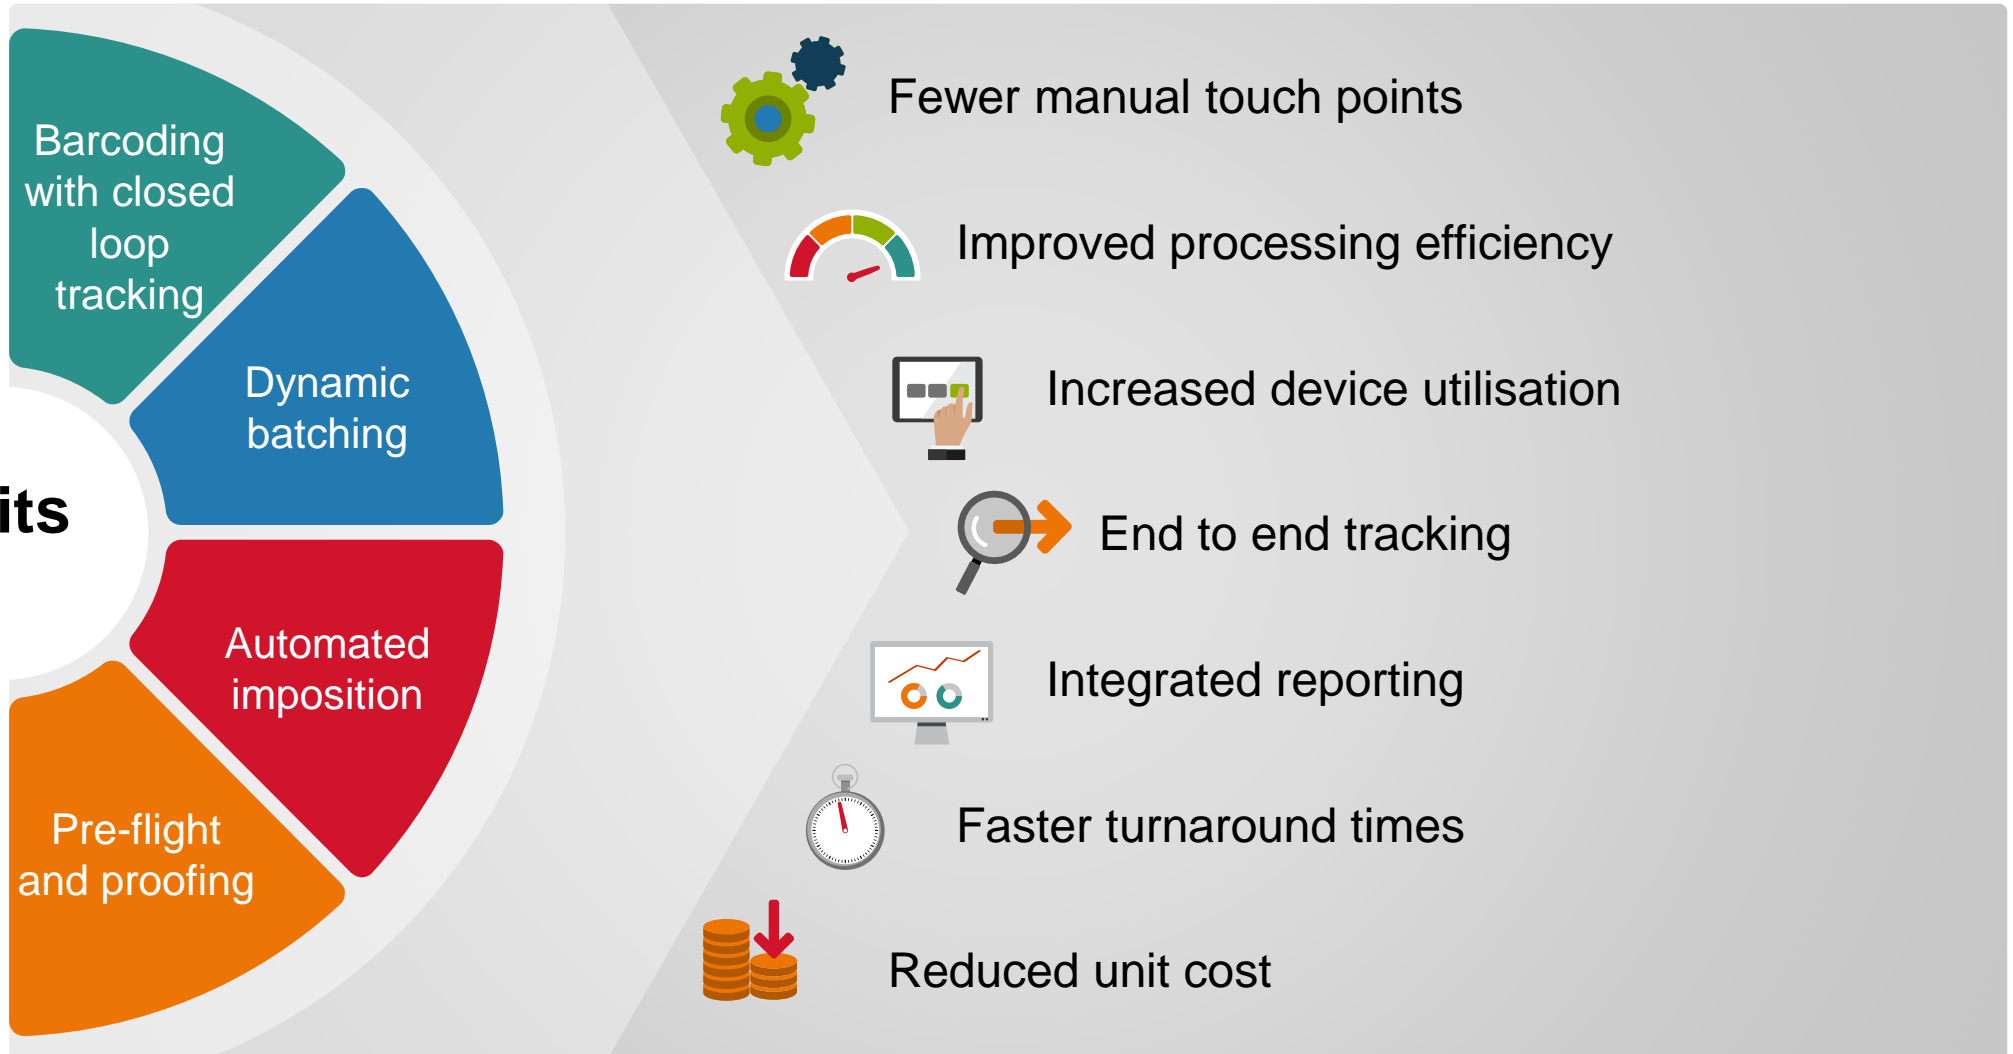 Barcoding
with closed
loop
tracking
Dynamic
batching
its
Automated
imposition
Pre-flight
and proofing
Fewer manual touch points
Improved processing efficiency
Increased device utilisation
End to end tracking
Integrated reporting
Faster turnaround times
Reduced unit cost